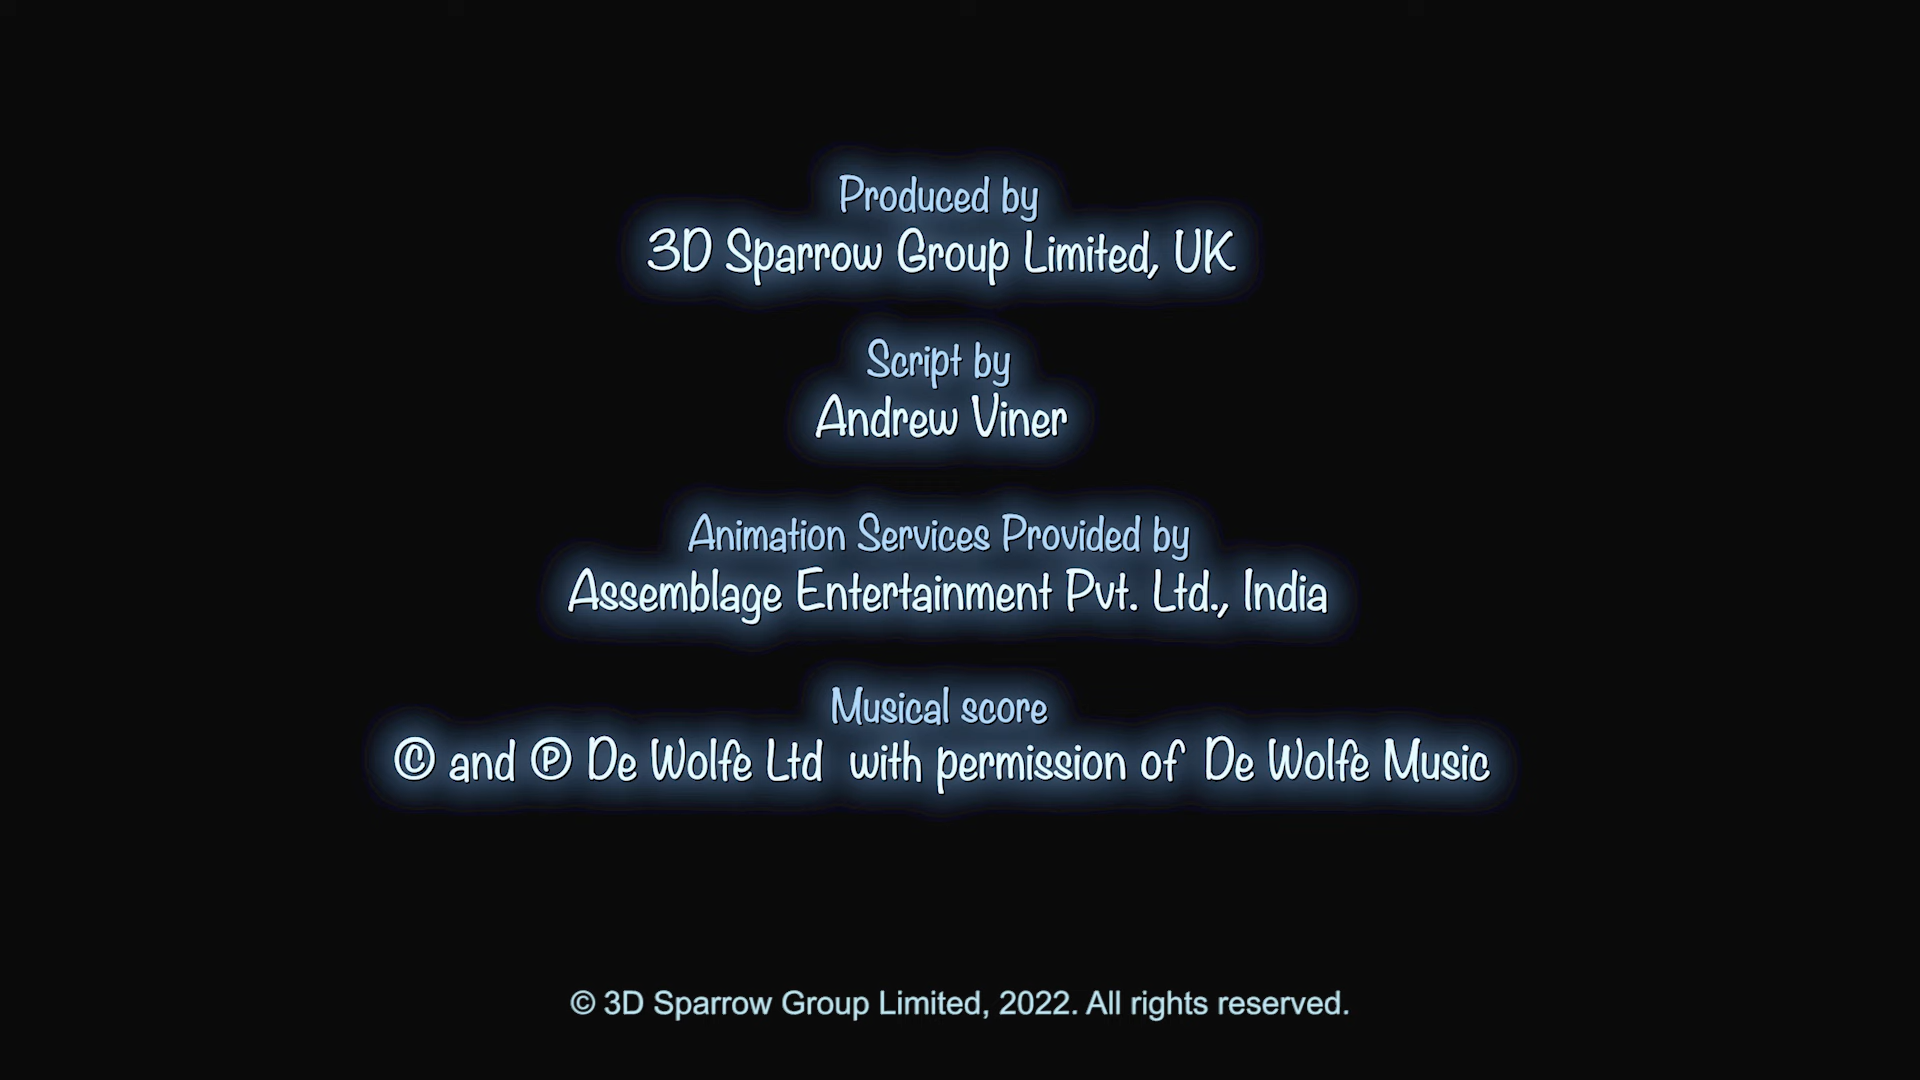 Produced by
3D Sparrow Group Limited, UK
Script by
Andrew Viner
Animation Services Provided by
Assemblage Entertainment Pvt. Ltd., India
Musical score
© and ℗ De Wolfe Ltd with permission of De Wolfe Music
© 3D Sparrow Group Limited, 2022. All rights reserved.